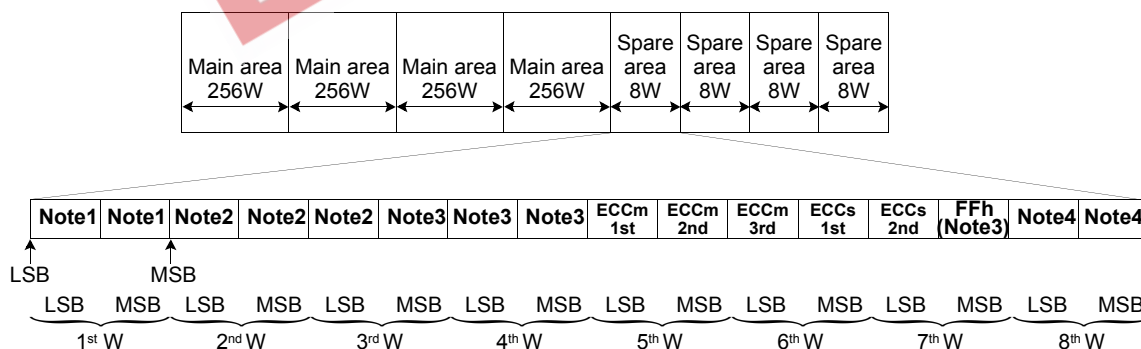 Main area
256W
Main area
256W
Main area
256W
Main area
256W
Spare
area
8W
Spare
area
8W
Spare
area
8W
Spare
area
8W
Note1 Note1 Note2 Note2 Note2 Note3 Note3 Note3 ECCm 1st ECCm 2nd ECCm 3rd ECCs 1st ECCs 2nd FFh (Note3) Note4 Note4
LSB MSB
LSB MSB LSB MSB LSB MSB LSB MSB LSB MSB LSB MSB LSB MSB LSB MSB
1st W 2nd W 3rd W 4th W 5th W 6th W 7th W 8th W